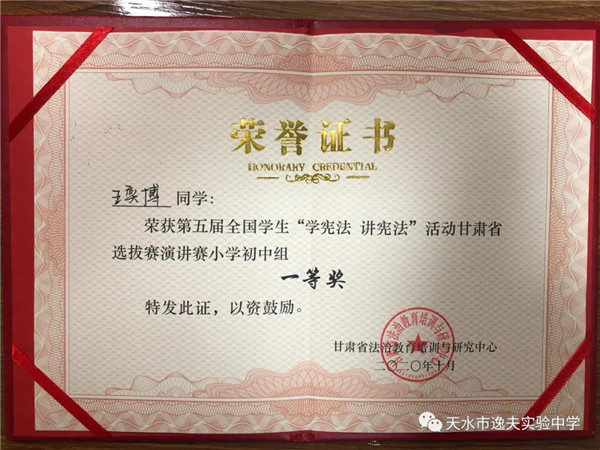 荣誉证书
HONORARY CREDENTIAL
王奕博 同学：
荣获第五届全国学生“学宪法 讲宪法”活动甘肃省
选拔赛演讲赛小学初中组
一等奖
特发此证，以资鼓励。
甘肃省法治教育培训与研究中心
二〇二〇年十月
天水市逸夫实验中学